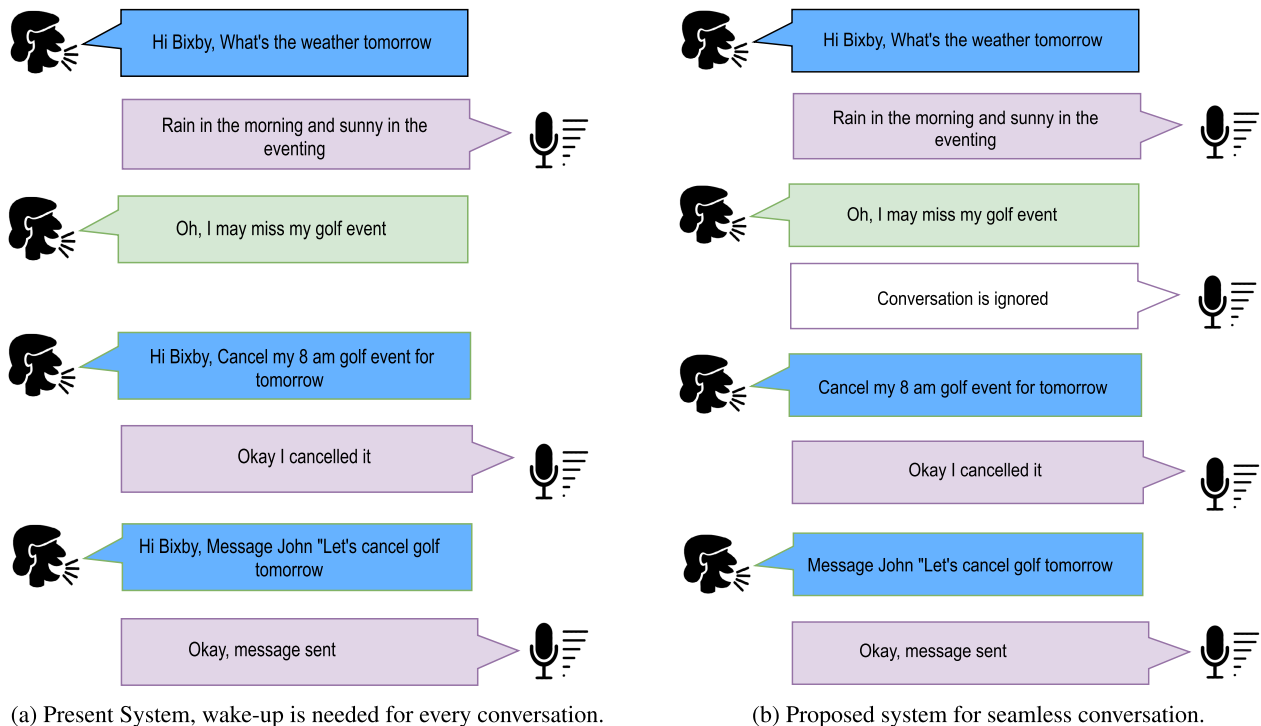 Hi Bixby, What's the weather tomorrow
Rain in the morning and sunny in the
eventing
Oh, I may miss my golf event
Hi Bixby, Cancel my 8 am golf event for
tomorrow
Okay I cancelled it
Hi Bixby, Message John "Let's cancel golf
tomorrow
Okay, message sent
(a) Present System, wake-up is needed for every conversation.
Hi Bixby, What's the weather tomorrow
Rain in the morning and sunny in the
eventing
Oh, I may miss my golf event
Conversation is ignored
Cancel my 8 am golf event for tomorrow
Okay I cancelled it
Message John "Let's cancel golf tomorrow
Okay, message sent
(b) Proposed system for seamless conversation.